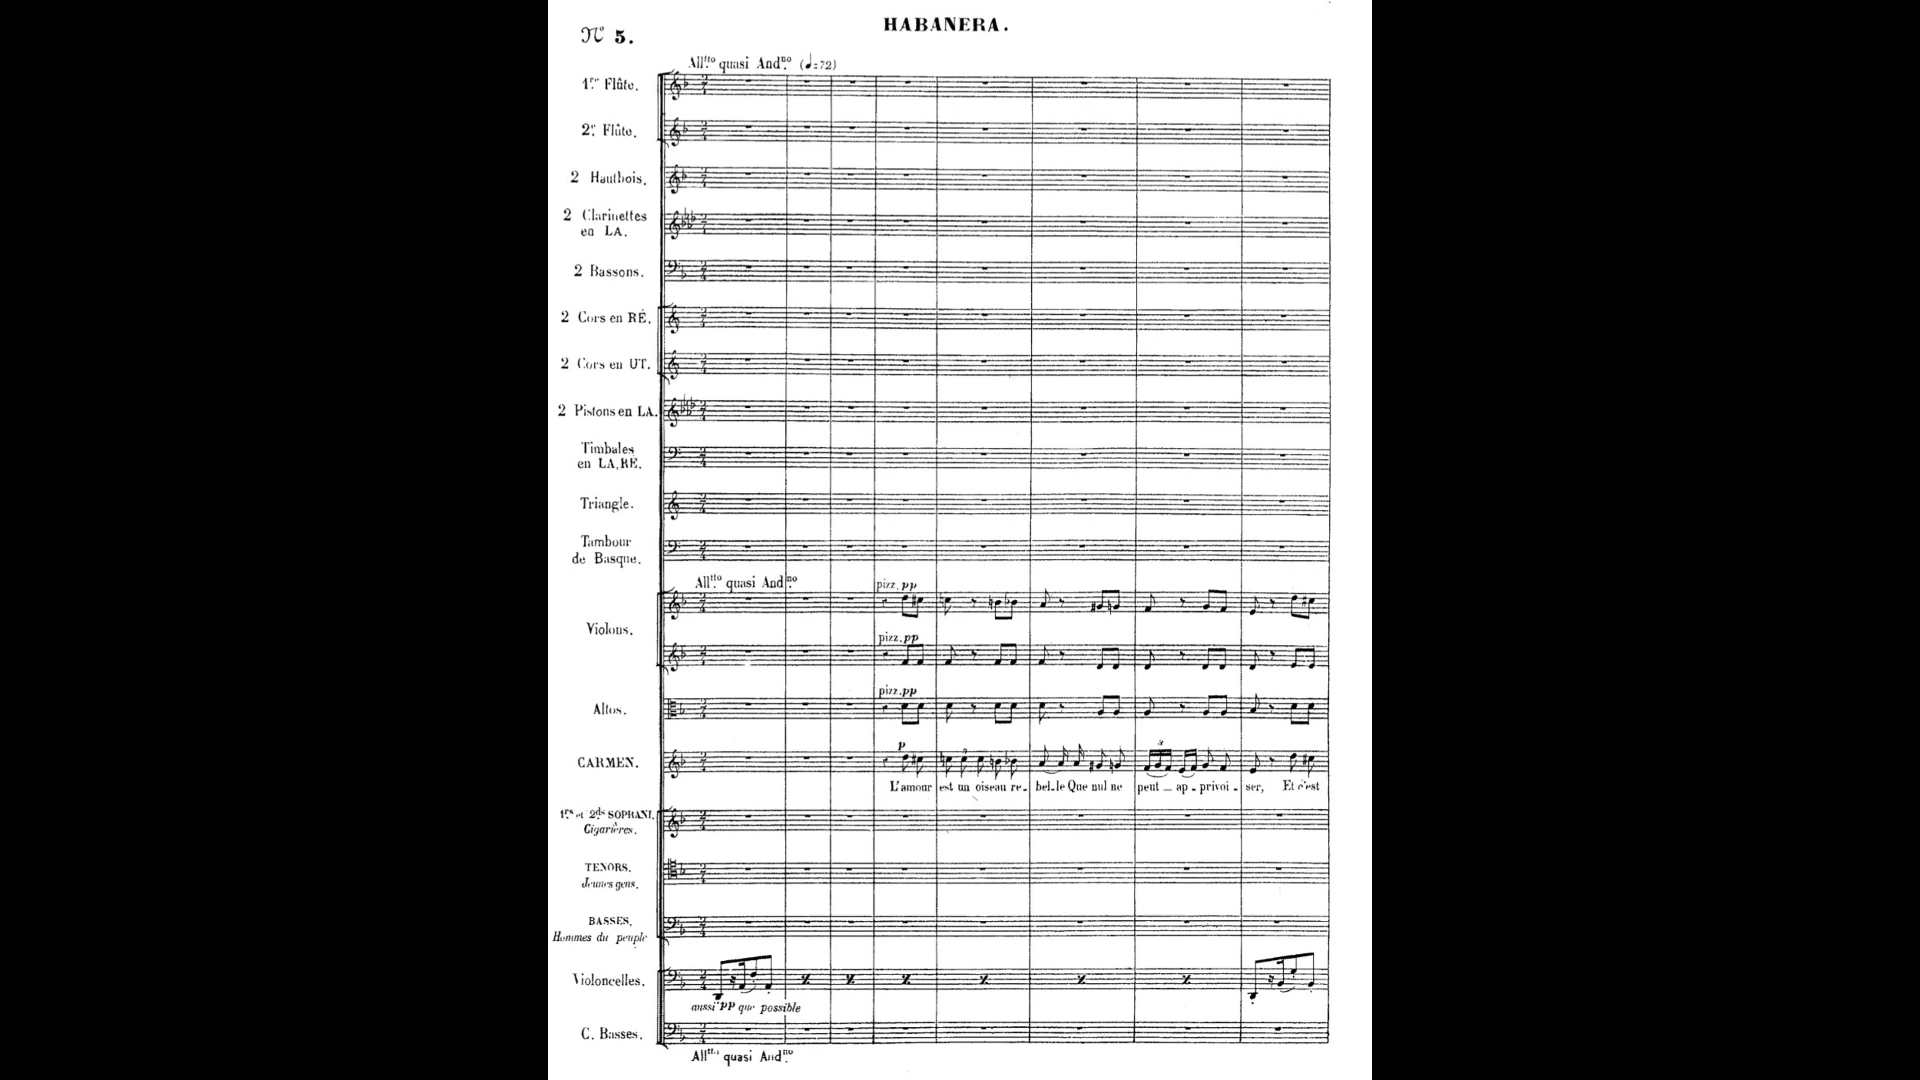 HABANERA.
Nº 5.
All.tto quasi And.no (♩=72)
1.re Flûte.
2.e Flûte.
2 Hautbois.
2 Clarinettes
en LA.
2 Bassons.
2 Cors en RÉ.
2 Cors en UT.
2 Pistons en LA.
Timbales
en LA, RÉ.
Triangle.
Tambour
de Basque.
All.tto quasi And.no
pizz. pp
Violons.
pizz. pp
pizz. pp
Altos.
p
3
CARMEN.
L'amour est un oiseau re- bel-le Que nul ne peut — ap - privoi - ser, Et c'est
1.rs et 2ds SOPRANI.
Cigarières.
TENORS.
Jeunes gens.
BASSES.
Hommes du peuple
Violoncelles.
aussi pp que possible
C. Basses.
All.tto quasi And.no